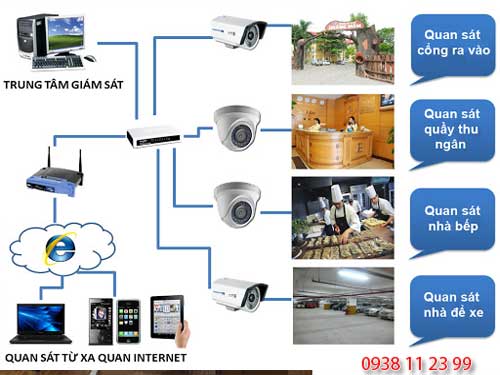 Quan sát
cổng ra vào
TRUNG TÂM GIÁM SÁT
Quan sát
quầy thu
ngân
Quan sát
nhà bếp
Quan sát
nhà để xe
QUAN SÁT TỪ XA QUAN INTERNET
0938 11 23 99